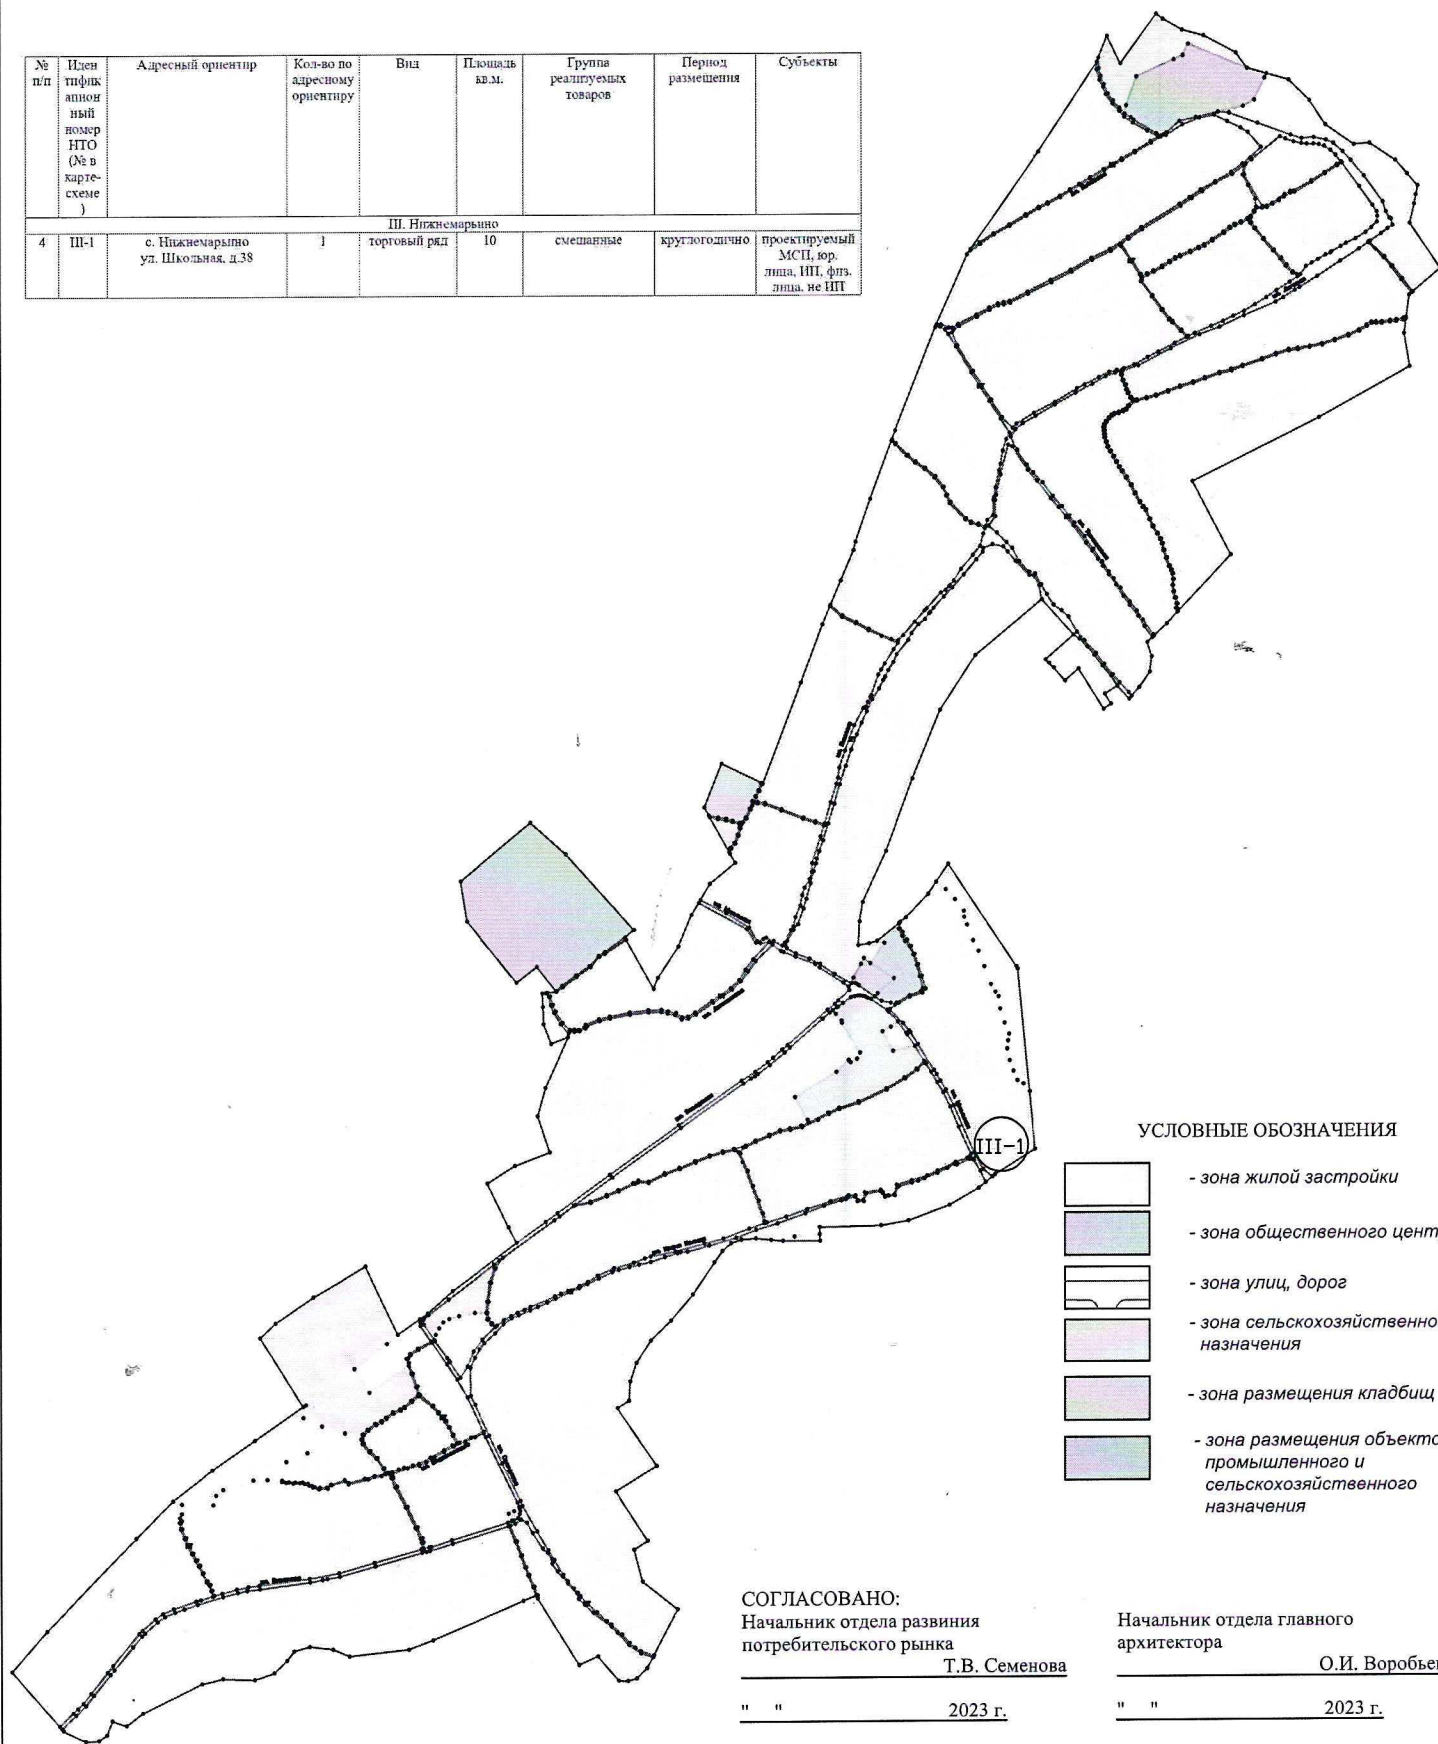 № п/п
Иден
тифик
ацион
ный
номер
НТО
(№ в
карте-
схеме
)
Адресный ориентир
Кол-во по
адресному
ориентиру
Вид
Площадь
кв.м.
Группа
реализуемых
товаров
Период
размещения
Субъекты
III. Нижнемарьино
4
III-1
с. Нижнемарьино
ул. Школьная, д.38
1
торговый ряд
10
смешанные
круглогодично
проектируемый
МСП, юр.
лица, ИП, физ.
лица, не ИП
III-1
УСЛОВНЫЕ ОБОЗНАЧЕНИЯ
- зона жилой застройки
- зона общественного цент
- зона улиц, дорог
- зона сельскохозяйственно
назначения
- зона размещения кладбищ
- зона размещения объекто
промышленного и
сельскохозяйственного
назначения
СОГЛАСОВАНО:
Начальник отдела развиния
потребительского рынка
Т.В. Семенова
" " 2023 г.
Начальник отдела главного
архитектора
О.И. Воробье
" " 2023 г.